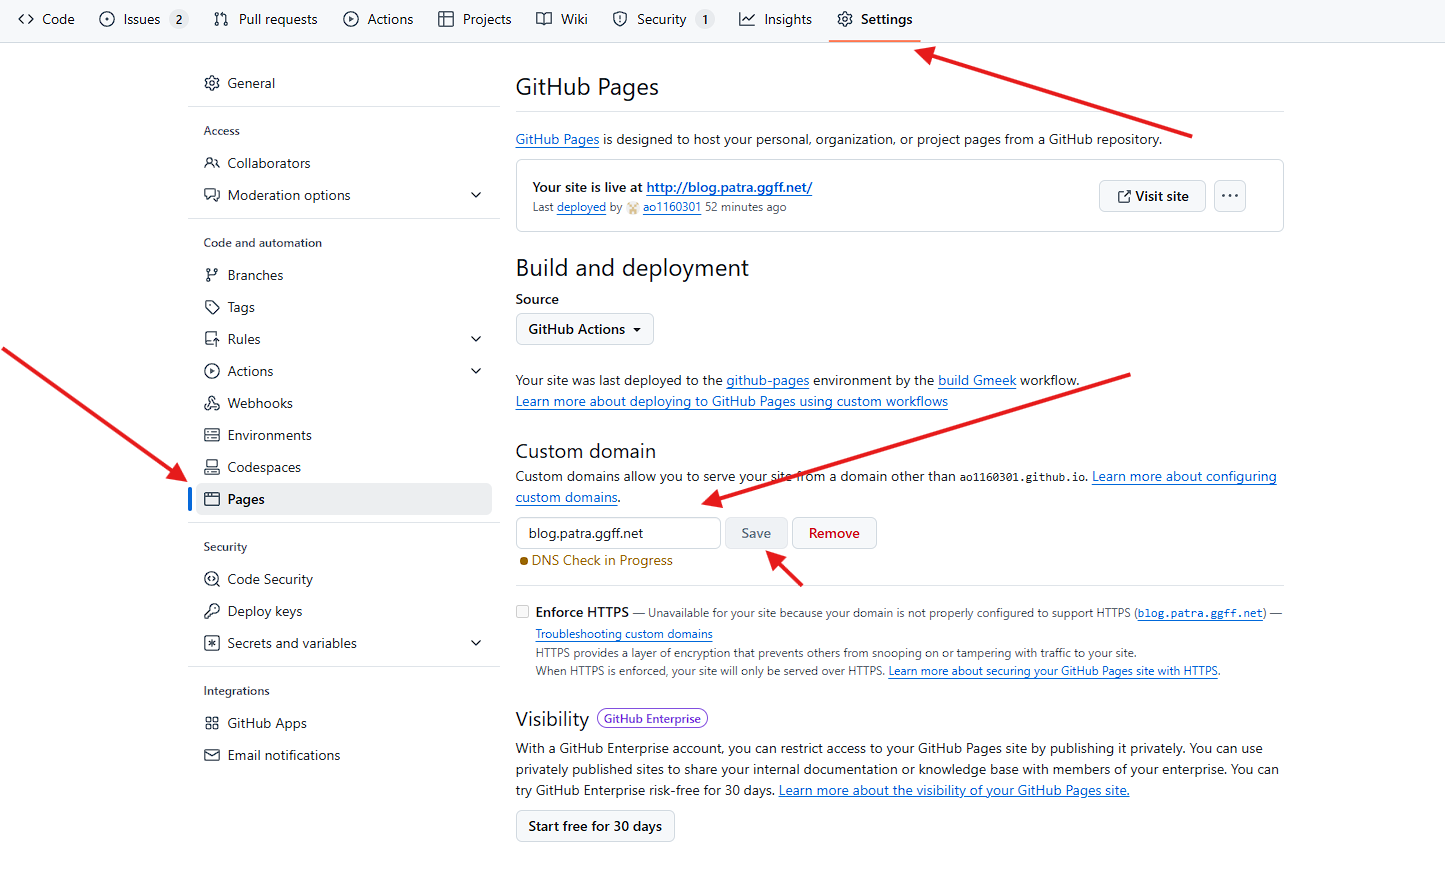 Code Issues 2 Pull requests Actions Projects Wiki Security 1 Insights Settings
General
Access
Collaborators
Moderation options
Code and automation
Branches
Tags
Rules
Actions
Webhooks
Environments
Codespaces
Pages
Security
Code Security
Deploy keys
Secrets and variables
Integrations
GitHub Apps
Email notifications
GitHub Pages
GitHub Pages is designed to host your personal, organization, or project pages from a GitHub repository.
Your site is live at http://blog.patra.ggff.net/
Last deployed by ao1160301 52 minutes ago
Visit site
Build and deployment
Source
GitHub Actions
Your site was last deployed to the github-pages environment by the build Gmeek workflow.
Learn more about deploying to GitHub Pages using custom workflows
Custom domain
Custom domains allow you to serve your site from a domain other than ao1160301.github.io. Learn more about configuring
custom domains.
blog.patra.ggff.net Save Remove
DNS Check in Progress
Enforce HTTPS — Unavailable for your site because your domain is not properly configured to support HTTPS (blog.patra.ggff.net) —
Troubleshooting custom domains
HTTPS provides a layer of encryption that prevents others from snooping on or tampering with traffic to your site.
When HTTPS is enforced, your site will only be served over HTTPS. Learn more about securing your GitHub Pages site with HTTPS.
Visibility GitHub Enterprise
With a GitHub Enterprise account, you can restrict access to your GitHub Pages site by publishing it privately. You can use
privately published sites to share your internal documentation or knowledge base with members of your enterprise. You can
try GitHub Enterprise risk-free for 30 days. Learn more about the visibility of your GitHub Pages site.
Start free for 30 days